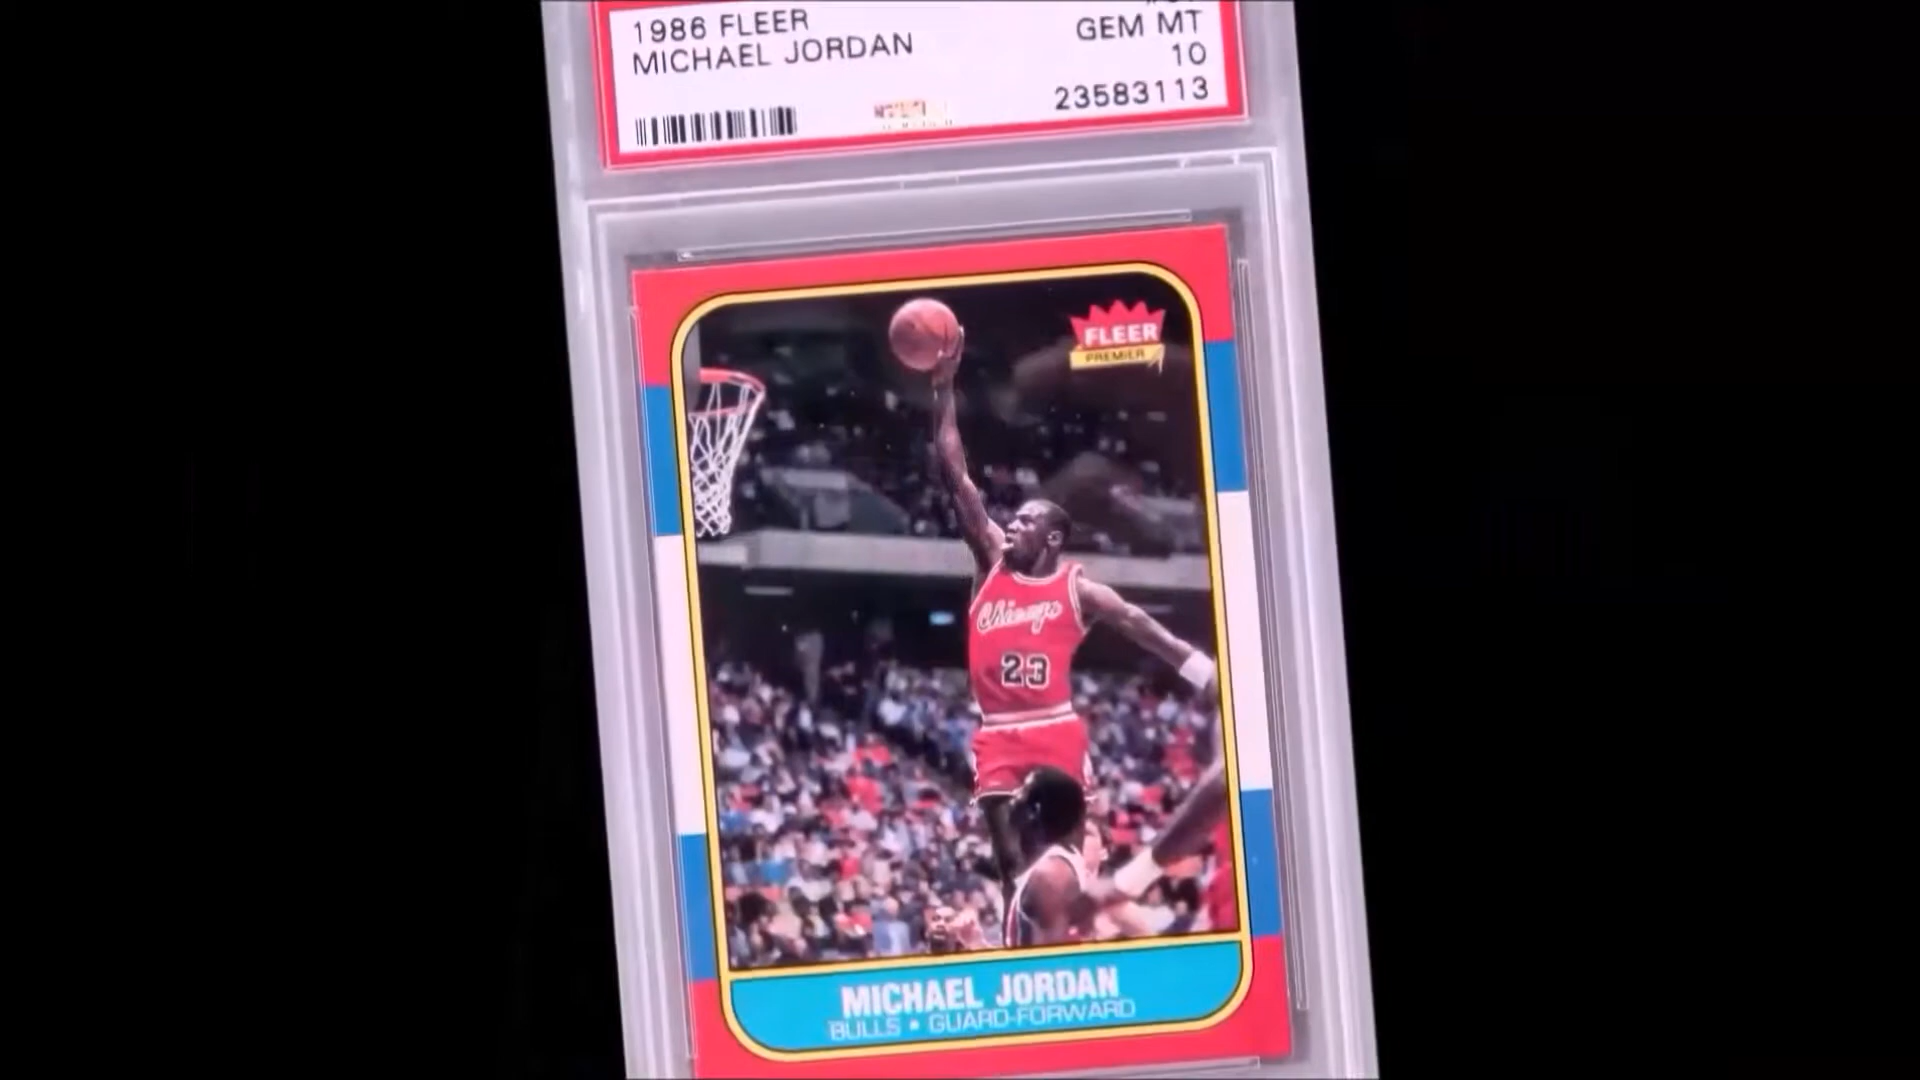 1986 FLEER
MICHAEL JORDAN
GEM MT
10
23583113
FLEER
PREMIER
Chicago
23
MICHAEL JORDAN
BULLS • GUARD-FORWARD